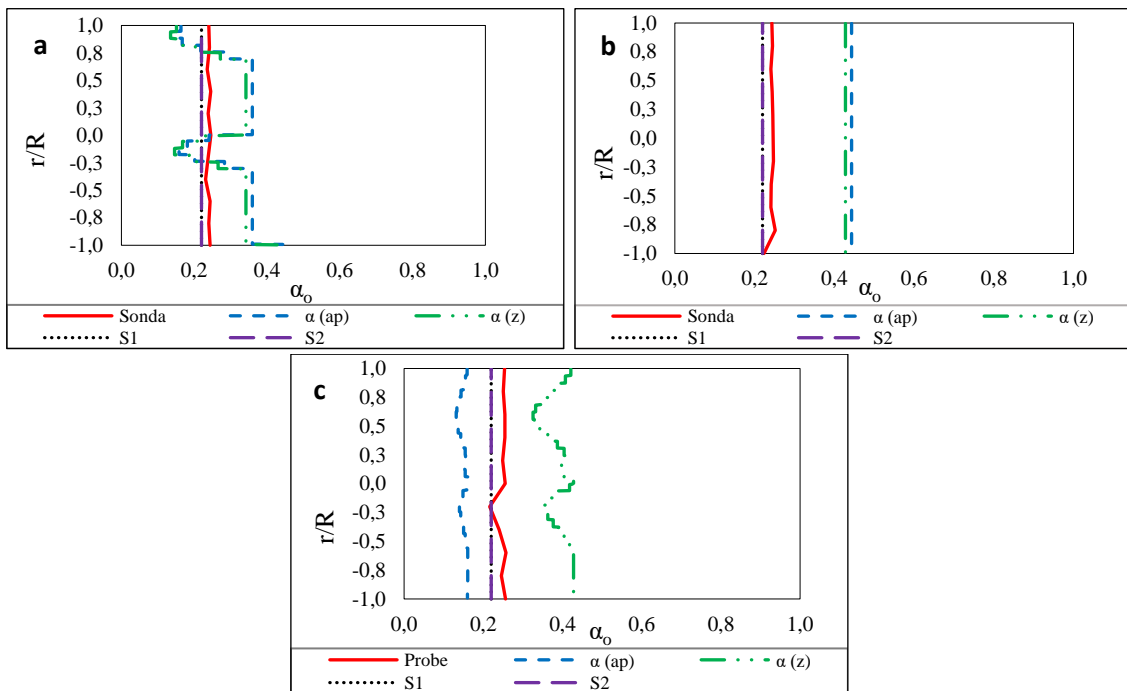 a
r/R
1,0
0,8
0,5
0,3
0,0
-0,3
-0,5
-0,8
-1,0
0,0 0,2 0,4 0,6 0,8 1,0
αo
Sonda α (ap) α (z)
S1 S2
b
r/R
1,0
0,8
0,5
0,3
0,0
-0,3
-0,5
-0,8
-1,0
0,0 0,2 0,4 0,6 0,8 1,0
αo
Sonda α (ap) α (z)
S1 S2
c
r/R
1,0
0,8
0,5
0,3
0,0
-0,3
-0,5
-0,8
-1,0
0,0 0,2 0,4 0,6 0,8 1,0
αo
Probe α (ap) α (z)
S1 S2